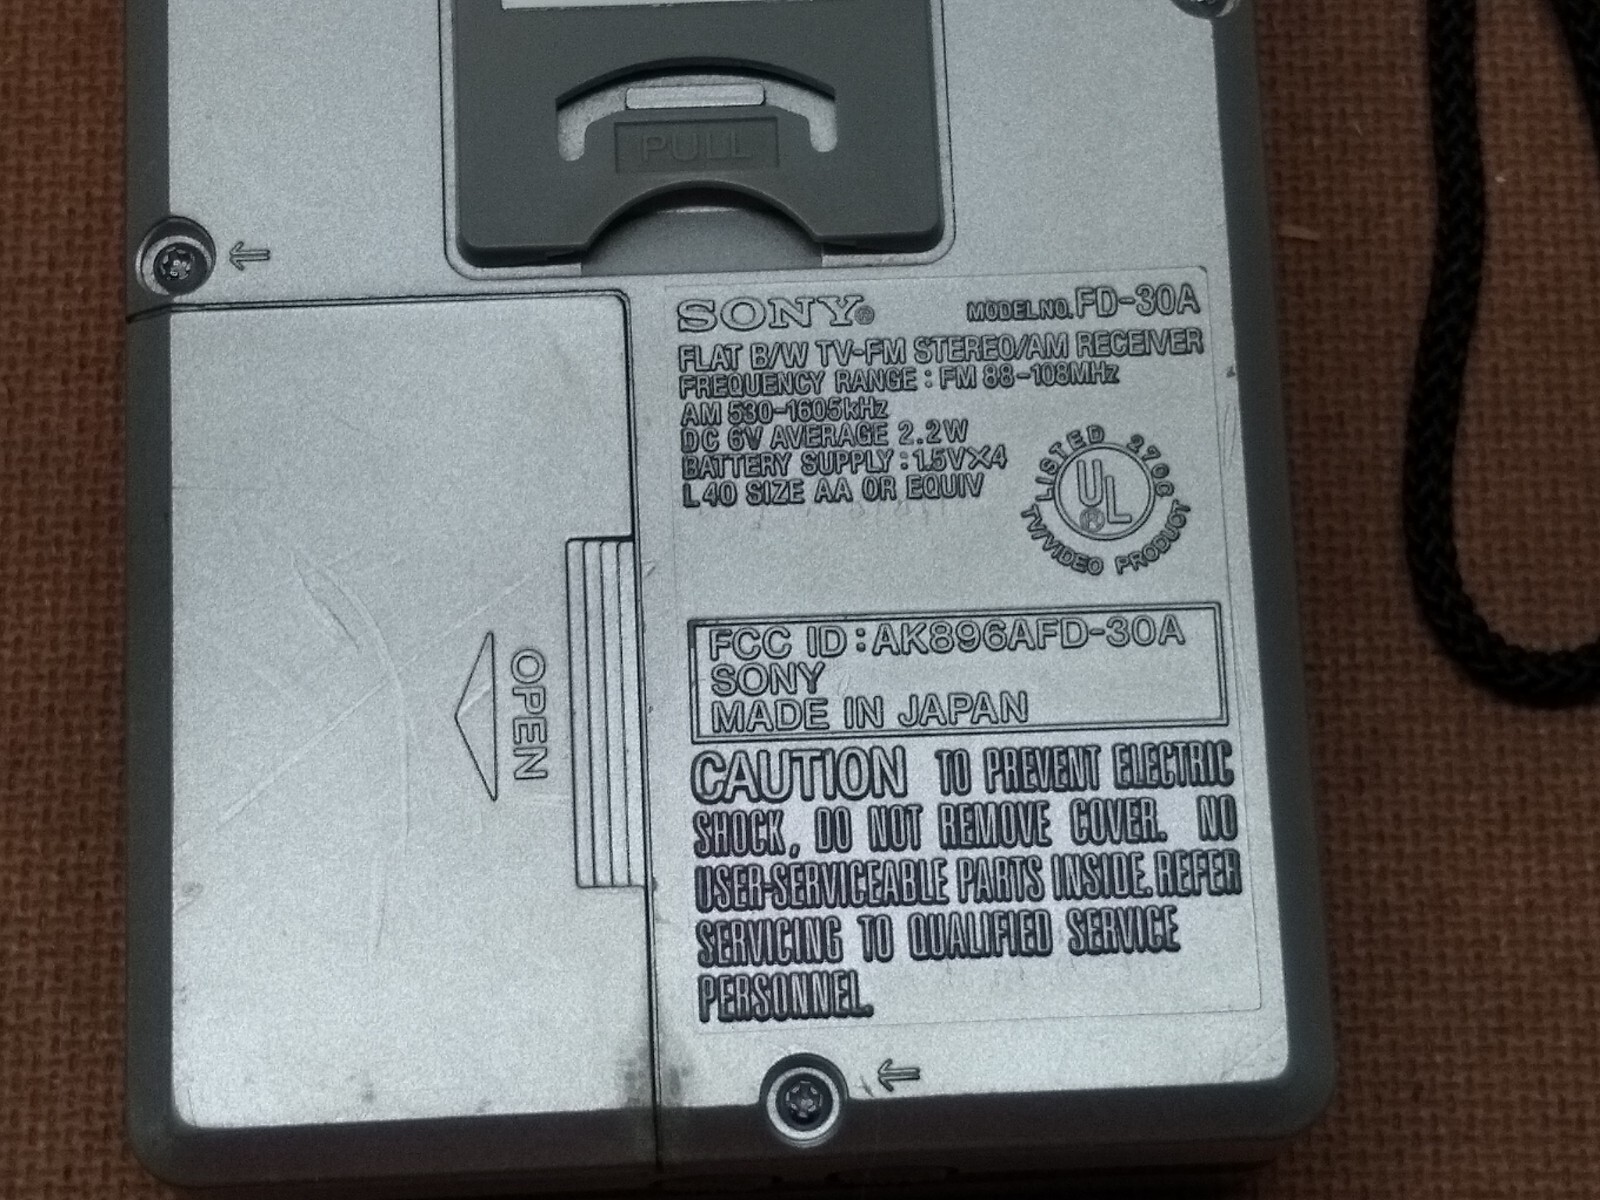 PULL
SONY® MODEL NO. FD-30A
FLAT B/W TV-FM STEREO/AM RECEIVER
FREQUENCY RANGE : FM 88-108MHz
AM 530-1605kHz
DC 6V AVERAGE 2.2W
BATTERY SUPPLY : 1.5V×4
L40 SIZE AA OR EQUIV
LISTED 270C
UL®
TV/VIDEO PRODUCT
OPEN
FCC ID : AK896AFD-30A
SONY
MADE IN JAPAN
CAUTION TO PREVENT ELECTRIC
SHOCK, DO NOT REMOVE COVER. NO
USER-SERVICEABLE PARTS INSIDE. REFER
SERVICING TO QUALIFIED SERVICE
PERSONNEL.